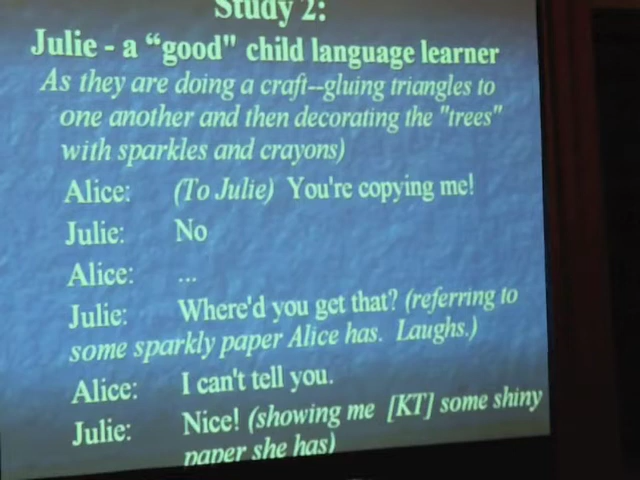 Study 2:
Julie - a “good" child language learner
As they are doing a craft--gluing triangles to
one another and then decorating the "trees"
with sparkles and crayons)
Alice: (To Julie) You're copying me!
Julie: No
Alice: ...
Julie: Where'd you get that? (referring to
some sparkly paper Alice has. Laughs.)
Alice: I can't tell you.
Julie: Nice! (showing me [KT] some shiny
paper she has)